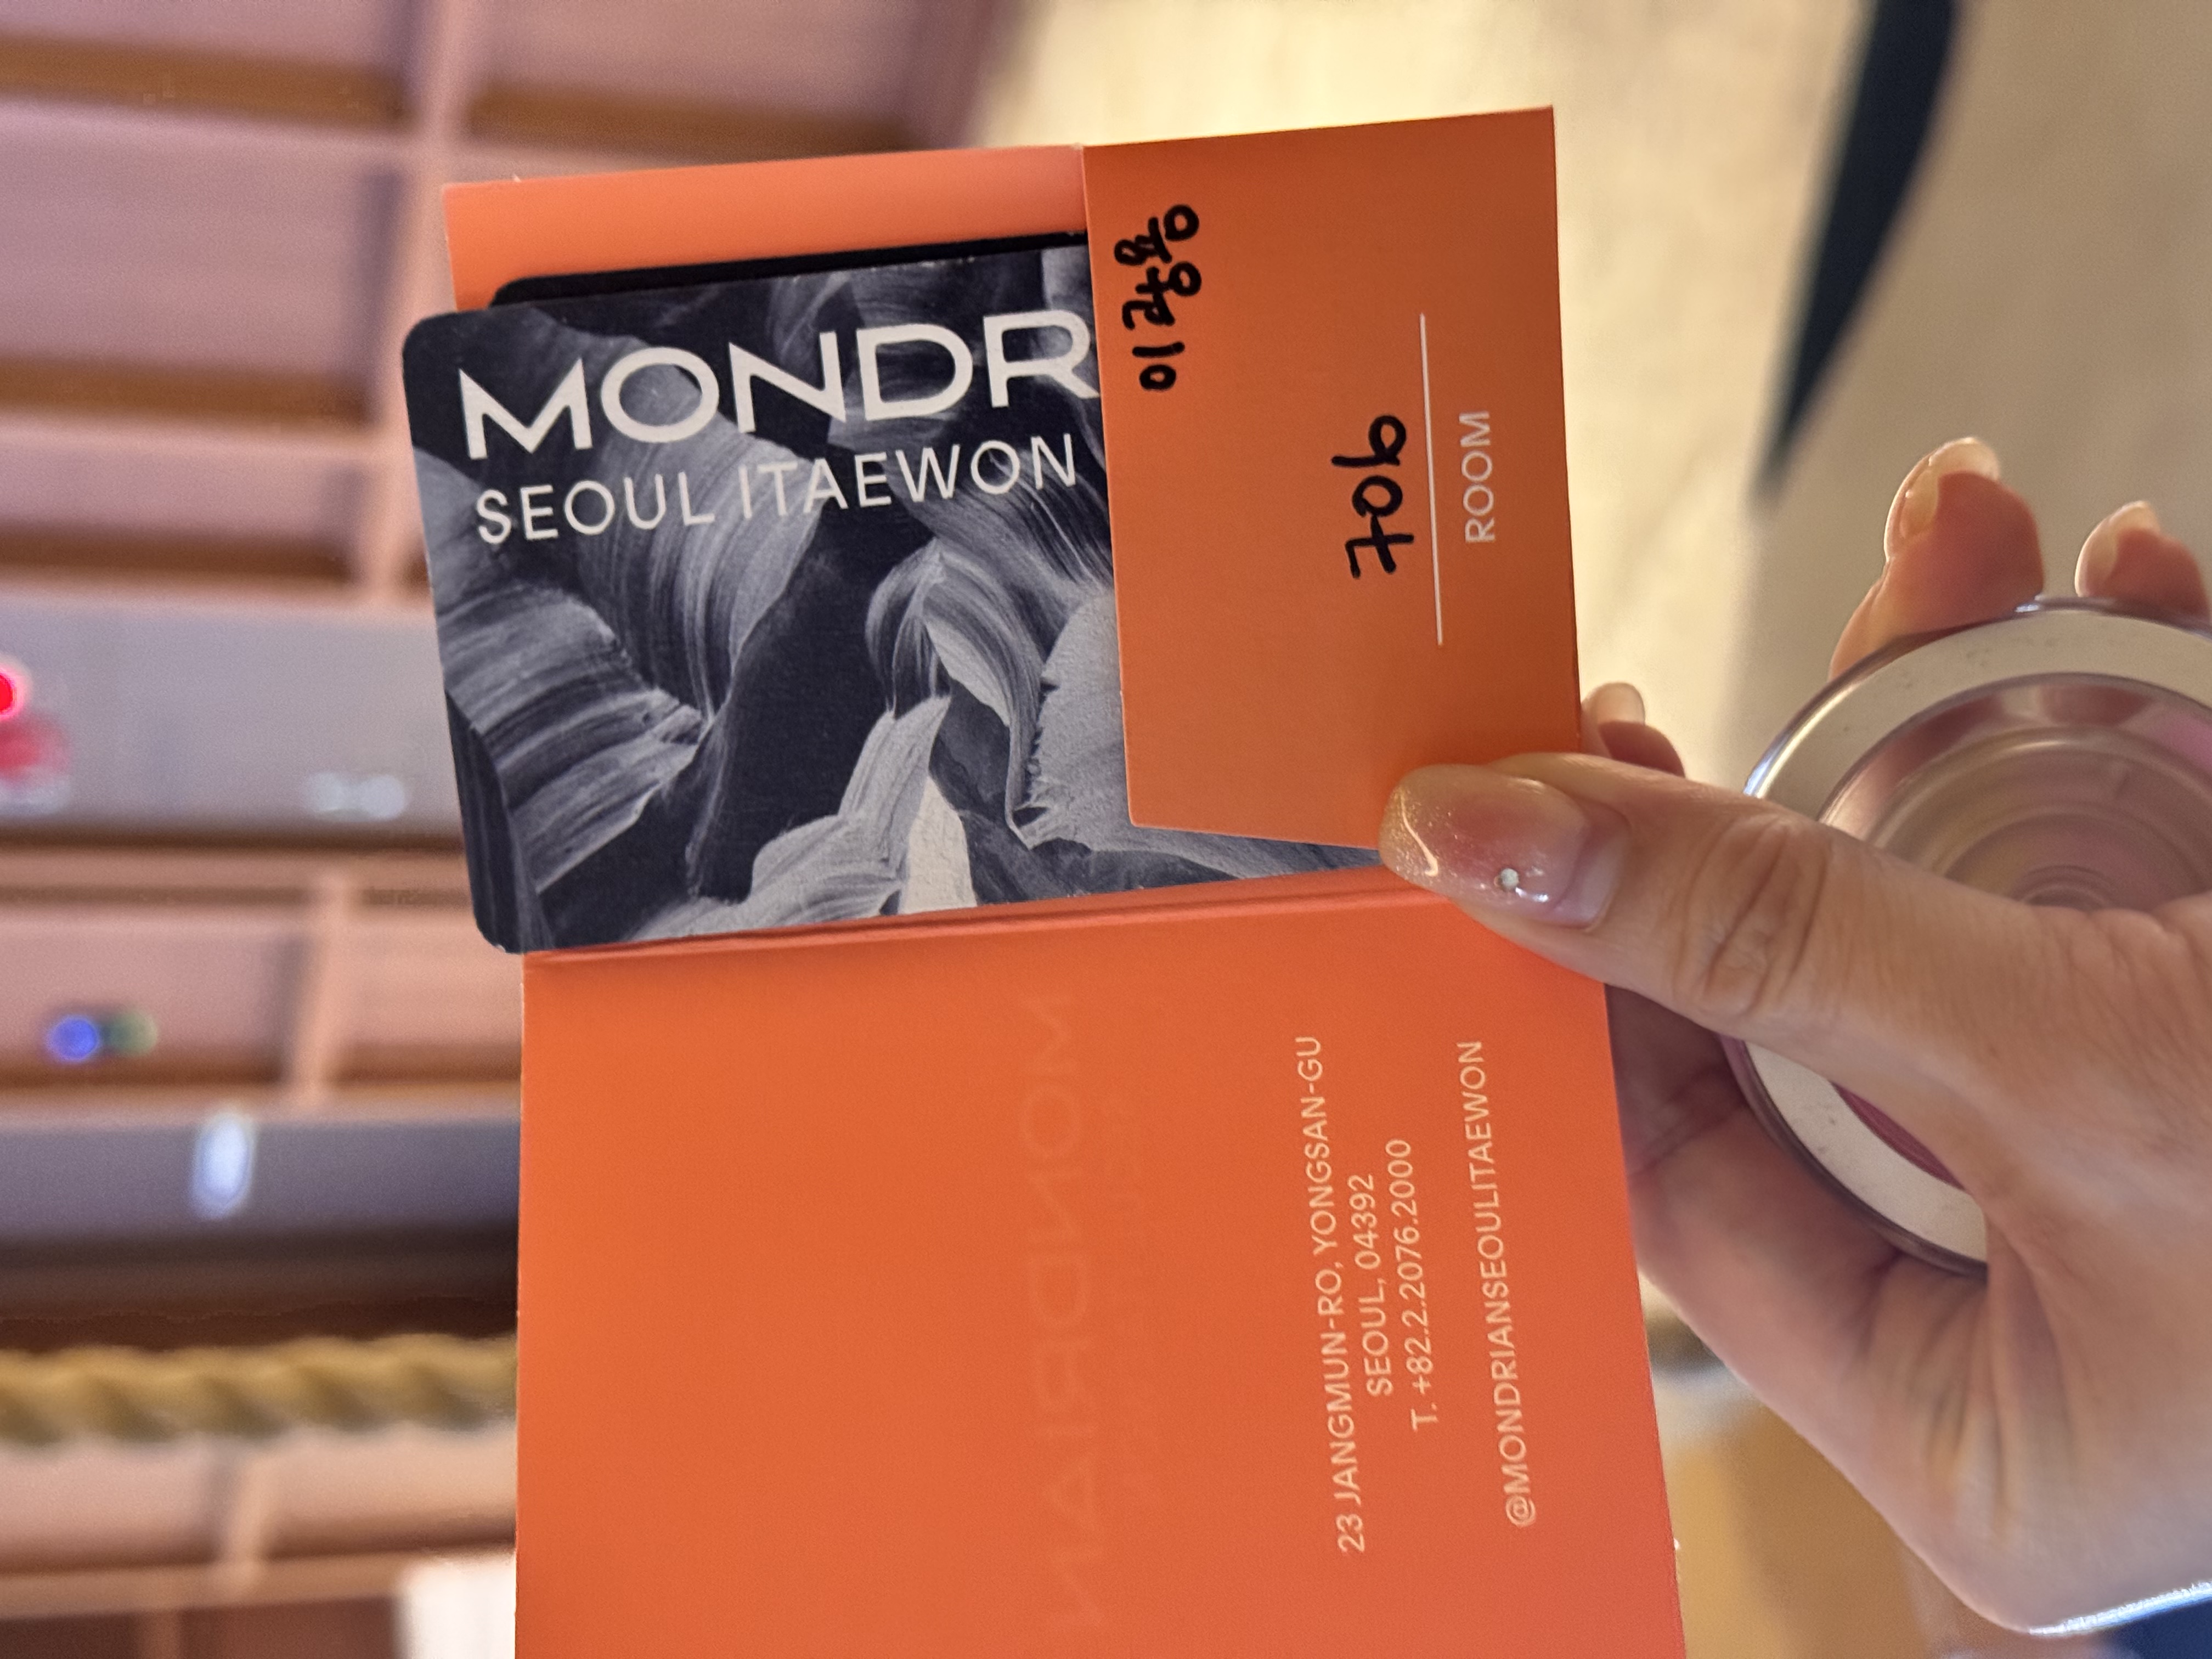 MONDR
SEOUL ITAEWON
MONDRIAN
23 JANGMUN-RO, YONGSAN-GU
SEOUL, 04392
T. +82.2.2076.2000
@MONDRIANSEOULITAEWON
이광용
706
ROOM